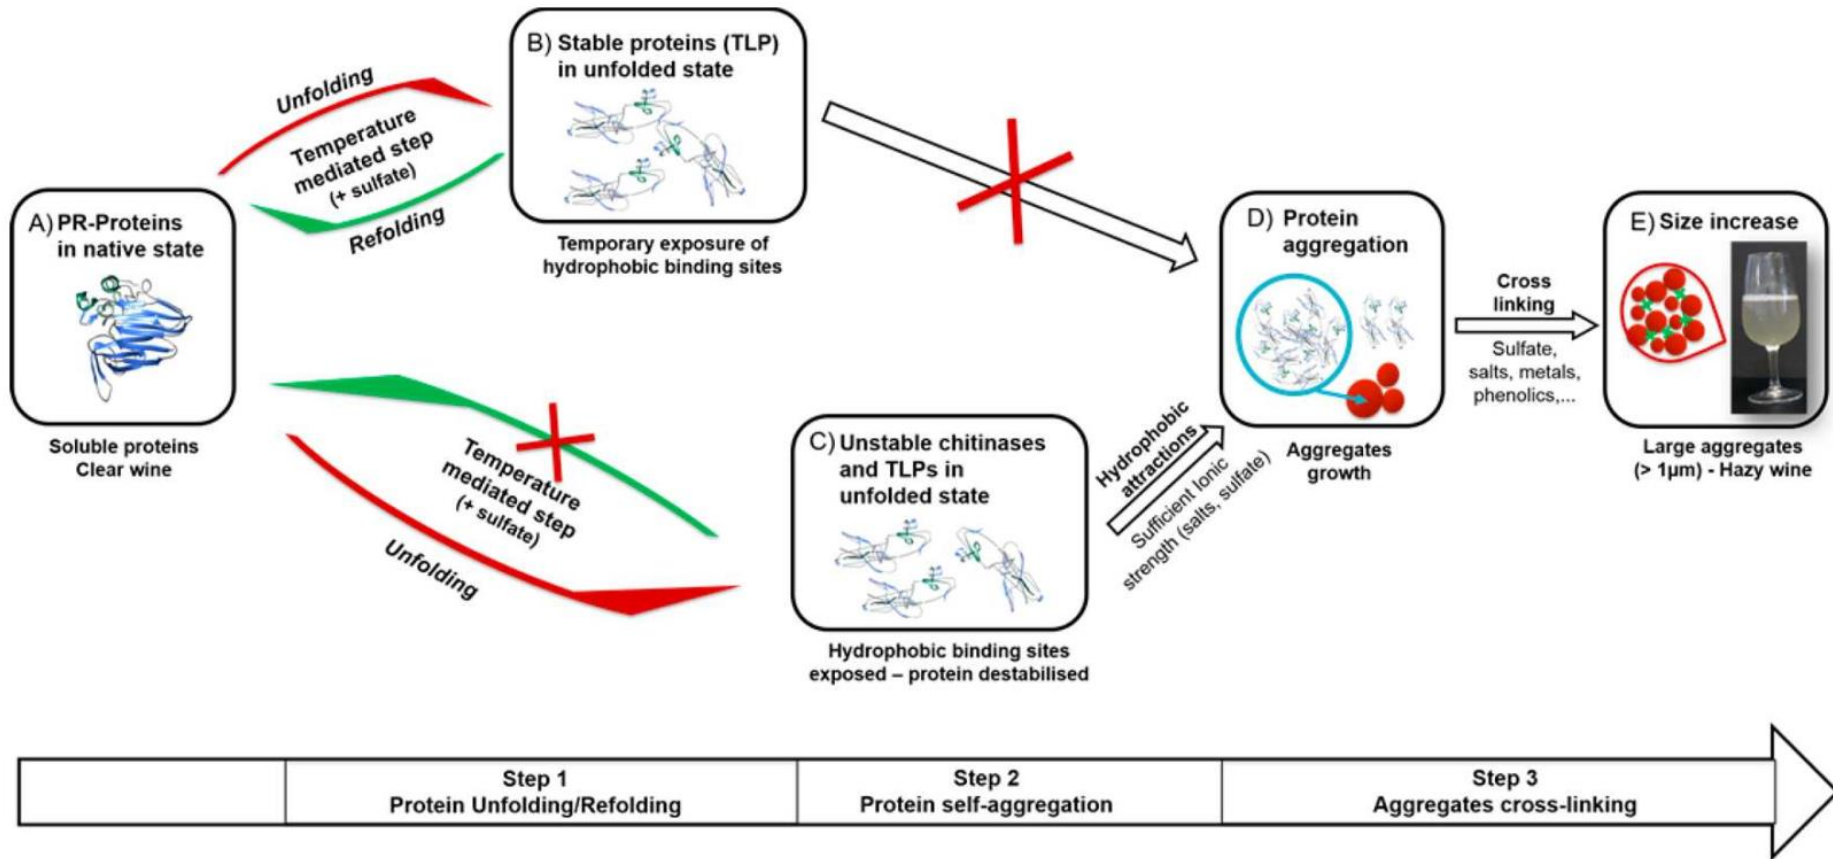 A) PR-Proteins
in native state
Soluble proteins
Clear wine
Unfolding
Temperature
mediated step
(+ sulfate)
Refolding
B) Stable proteins (TLP)
in unfolded state
Temporary exposure of
hydrophobic binding sites
Temperature
mediated step
(+ sulfate)
Unfolding
C) Unstable chitinases
and TLPs in
unfolded state
Hydrophobic binding sites
exposed – protein destabilised
Hydrophobic
attractions
Sufficient Ionic
strength (salts, sulfate)
D) Protein
aggregation
Aggregates
growth
Cross
linking
Sulfate,
salts, metals,
phenolics,...
E) Size increase
Large aggregates
(> 1µm) - Hazy wine
Step 1
Protein Unfolding/Refolding
Step 2
Protein self-aggregation
Step 3
Aggregates cross-linking